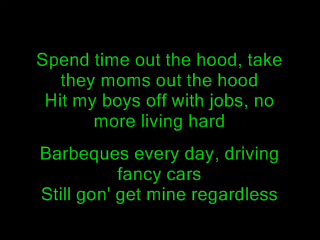 Spend time out the hood, take
they moms out the hood
Hit my boys off with jobs, no
more living hard
Barbeques every day, driving
fancy cars
Still gon' get mine regardless